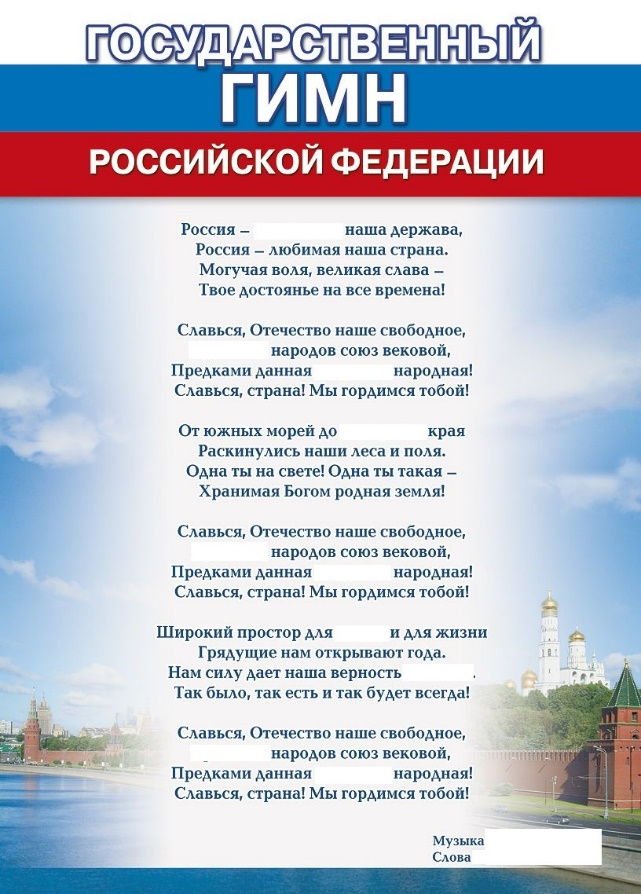 ГОСУДАРСТВЕННЫЙ
ГИМН
РОССИЙСКОЙ ФЕДЕРАЦИИ
Россия – наша держава,
Россия – любимая наша страна.
Могучая воля, великая слава –
Твое достоянье на все времена!
Славься, Отечество наше свободное,
народов союз вековой,
Предками данная народная!
Славься, страна! Мы гордимся тобой!
От южных морей до края
Раскинулись наши леса и поля.
Одна ты на свете! Одна ты такая –
Хранимая Богом родная земля!
Славься, Отечество наше свободное,
народов союз вековой,
Предками данная народная!
Славься, страна! Мы гордимся тобой!
Широкий простор для и для жизни
Грядущие нам открывают года.
Нам силу дает наша верность .
Так было, так есть и так будет всегда!
Славься, Отечество наше свободное,
народов союз вековой,
Предками данная народная!
Славься, страна! Мы гордимся тобой!
Музыка
Слова